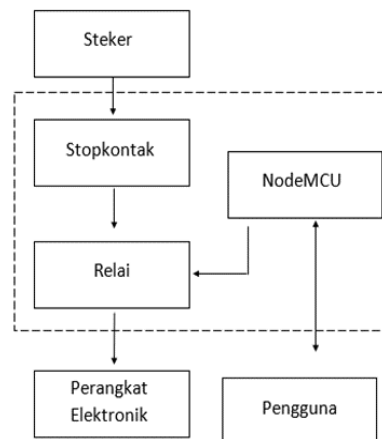 Steker
Stopkontak
NodeMCU
Relai
Perangkat
Elektronik
Pengguna